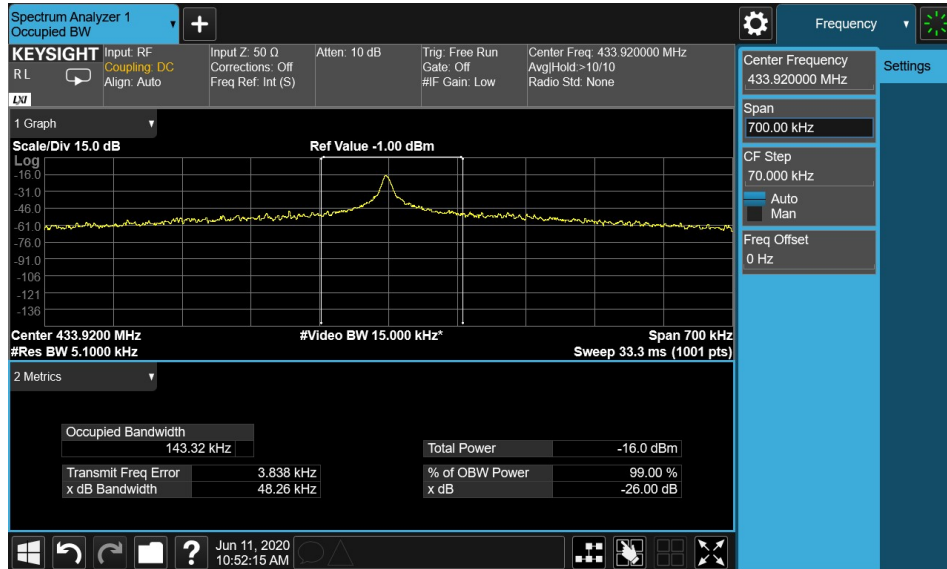 Spectrum Analyzer 1
Occupied BW
+
Frequency
KEYSIGHT
R L
LXI
Input: RF
Coupling: DC
Align: Auto
Input Z: 50 Ω
Corrections: Off
Freq Ref: Int (S)
Atten: 10 dB
Trig: Free Run
Gate: Off
#IF Gain: Low
Center Freq: 433.920000 MHz
Avg|Hold:>10/10
Radio Std: None
Center Frequency
433.920000 MHz
Settings
Span
700.00 kHz
CF Step
70.000 kHz
Auto
Man
Freq Offset
0 Hz
1 Graph
Scale/Div 15.0 dB
Ref Value -1.00 dBm
Log
-16.0
-31.0
-46.0
-61.0
-76.0
-91.0
-106
-121
-136
Center 433.9200 MHz
#Video BW 15.000 kHz*
Span 700 kHz
#Res BW 5.1000 kHz
Sweep 33.3 ms (1001 pts)
2 Metrics
Occupied Bandwidth
143.32 kHz
Total Power -16.0 dBm
Transmit Freq Error 3.838 kHz
% of OBW Power 99.00 %
x dB Bandwidth 48.26 kHz
x dB -26.00 dB
?
Jun 11, 2020
10:52:15 AM